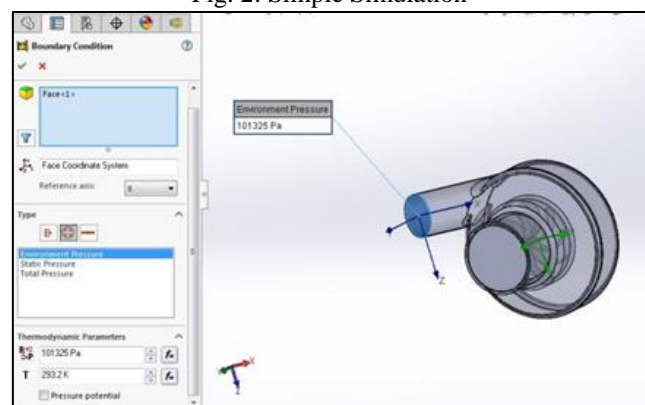 Fig. 2: Simple Simulation
Boundary Condition
Face<1>
Face Coordinate System
Reference axis:
X
Type
Environment Pressure
Static Pressure
Total Pressure
Thermodynamic Parameters
101325 Pa
T
293.2 K
Pressure potential
Environment Pressure
101325 Pa
X
Z
X
Z